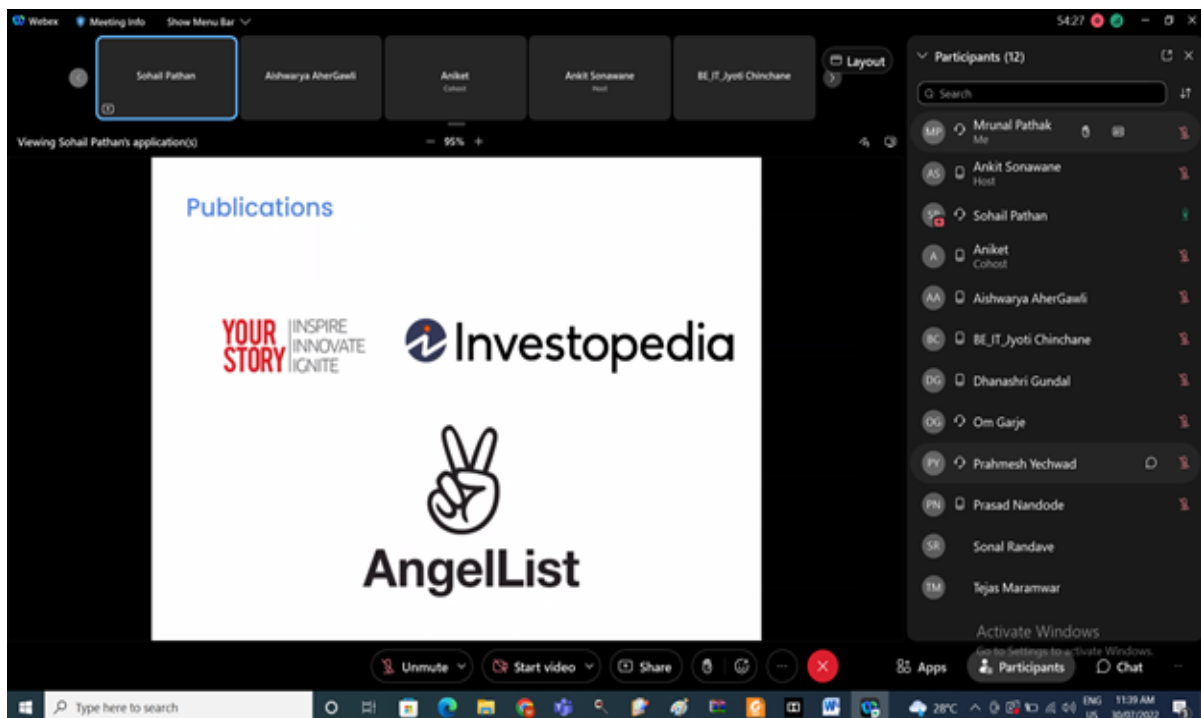 Webex Meeting Info Show Menu Bar 54:27
Sohail Pathan
Aishwarya AherGawli
Aniket
Cohost
Ankit Sonawane
Host
BE_IT_Jyoti Chinchane
Layout
Viewing Sohail Pathan's application(s) 95%
Publications
YOUR STORY
INSPIRE
INNOVATE
IGNITE
Investopedia
AngelList
Participants (12)
Search
MP Mrunal Pathak
Me
AS Ankit Sonawane
Host
Sohail Pathan
A Aniket
Cohost
AA Aishwarya AherGawli
BC BE_IT_Jyoti Chinchane
DG Dhanashri Gundal
OG Om Garje
PY Prahmesh Yechwad
PN Prasad Nandode
SR Sonal Randave
TM Tejas Maramwar
Activate Windows
Go to Settings to activate Windows.
Unmute Start video Share Apps Participants Chat
Type here to search 28°C ENG 11:39 AM
US 30/07/2022